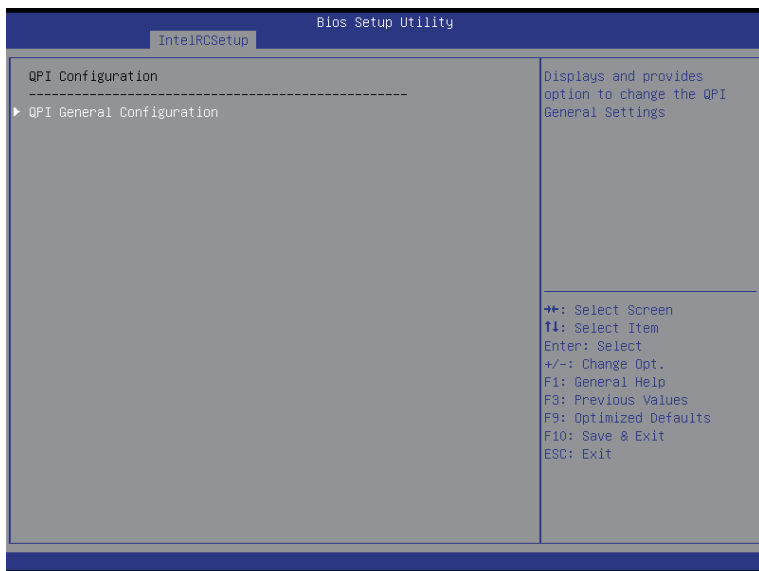 Bios Setup Utility
IntelRCSetup
QPI Configuration
------------------------------------------------
QPI General Configuration
Displays and provides
option to change the QPI
General Settings
→←: Select Screen
↑↓: Select Item
Enter: Select
+/-: Change Opt.
F1: General Help
F3: Previous Values
F9: Optimized Defaults
F10: Save & Exit
ESC: Exit